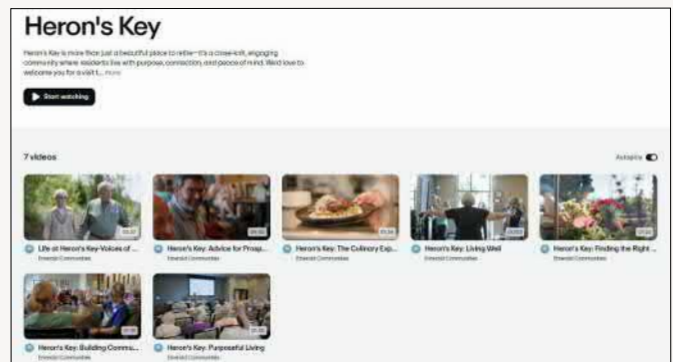 Heron's Key
Heron's Key is more than just a beautiful place to retire—it's a close-knit, engaging
community where residents live with purpose, connection, and peace of mind. We'd love to
welcome you for a visit t... more
Start watching
7 videos
Autoplay
Life at Heron's Key-Voices of ...
Emerald Communities
Heron's Key: Advice for Prosp...
Emerald Communities
Heron's Key: The Culinary Exp...
Emerald Communities
Heron's Key: Living Well
Emerald Communities
Heron's Key: Finding the Right ...
Emerald Communities
Heron's Key: Building Commu...
Emerald Communities
Heron's Key: Purposeful Living
Emerald Communities